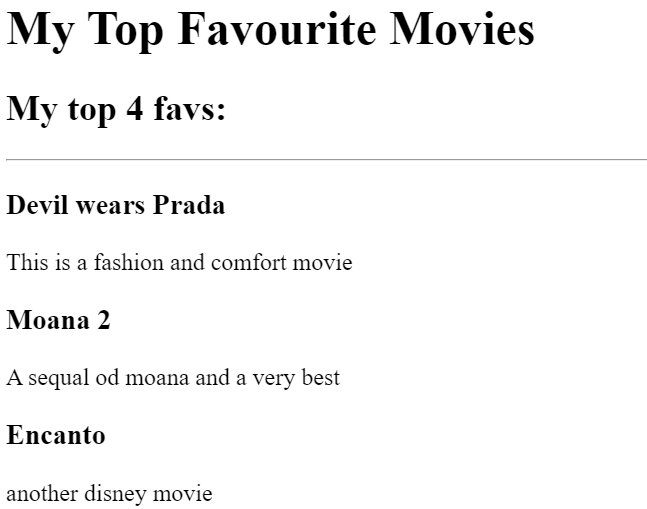 My Top Favourite Movies
My top 4 favs:
Devil wears Prada
This is a fashion and comfort movie
Moana 2
A sequal od moana and a very best
Encanto
another disney movie